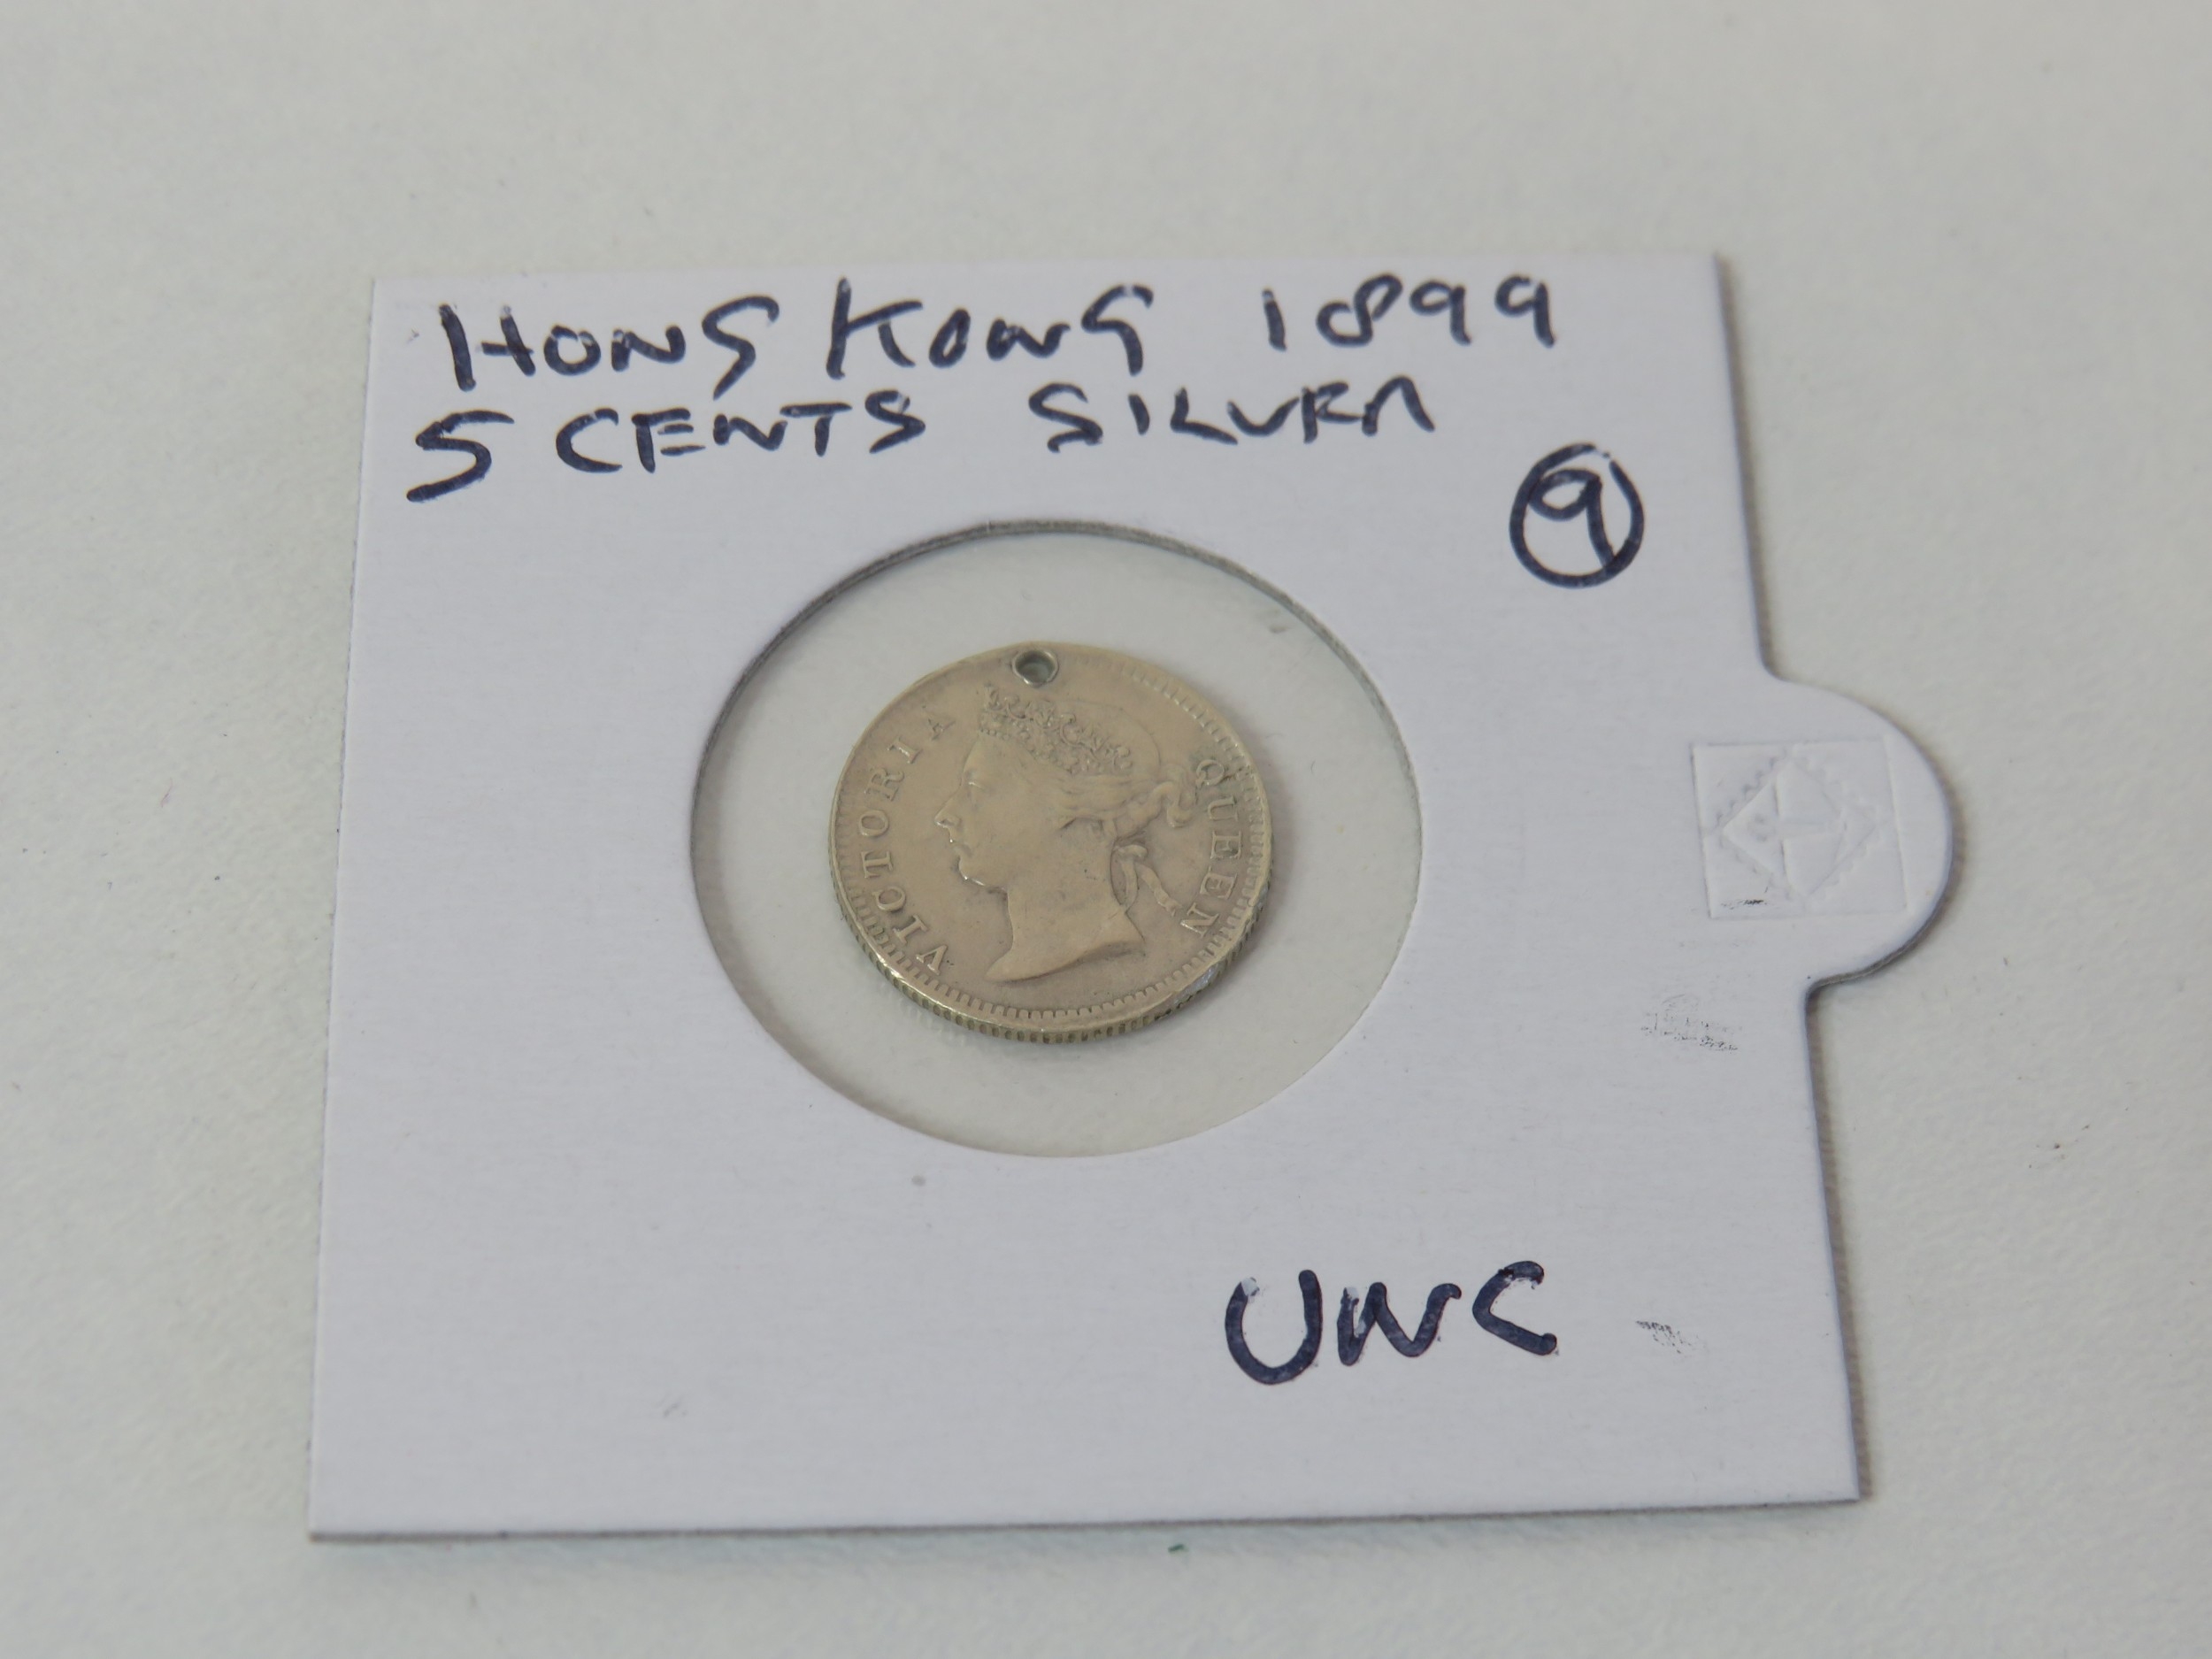 HONG KONG 1899
5 CENTS SILVER
9
VICTORIA QUEEN
UNC